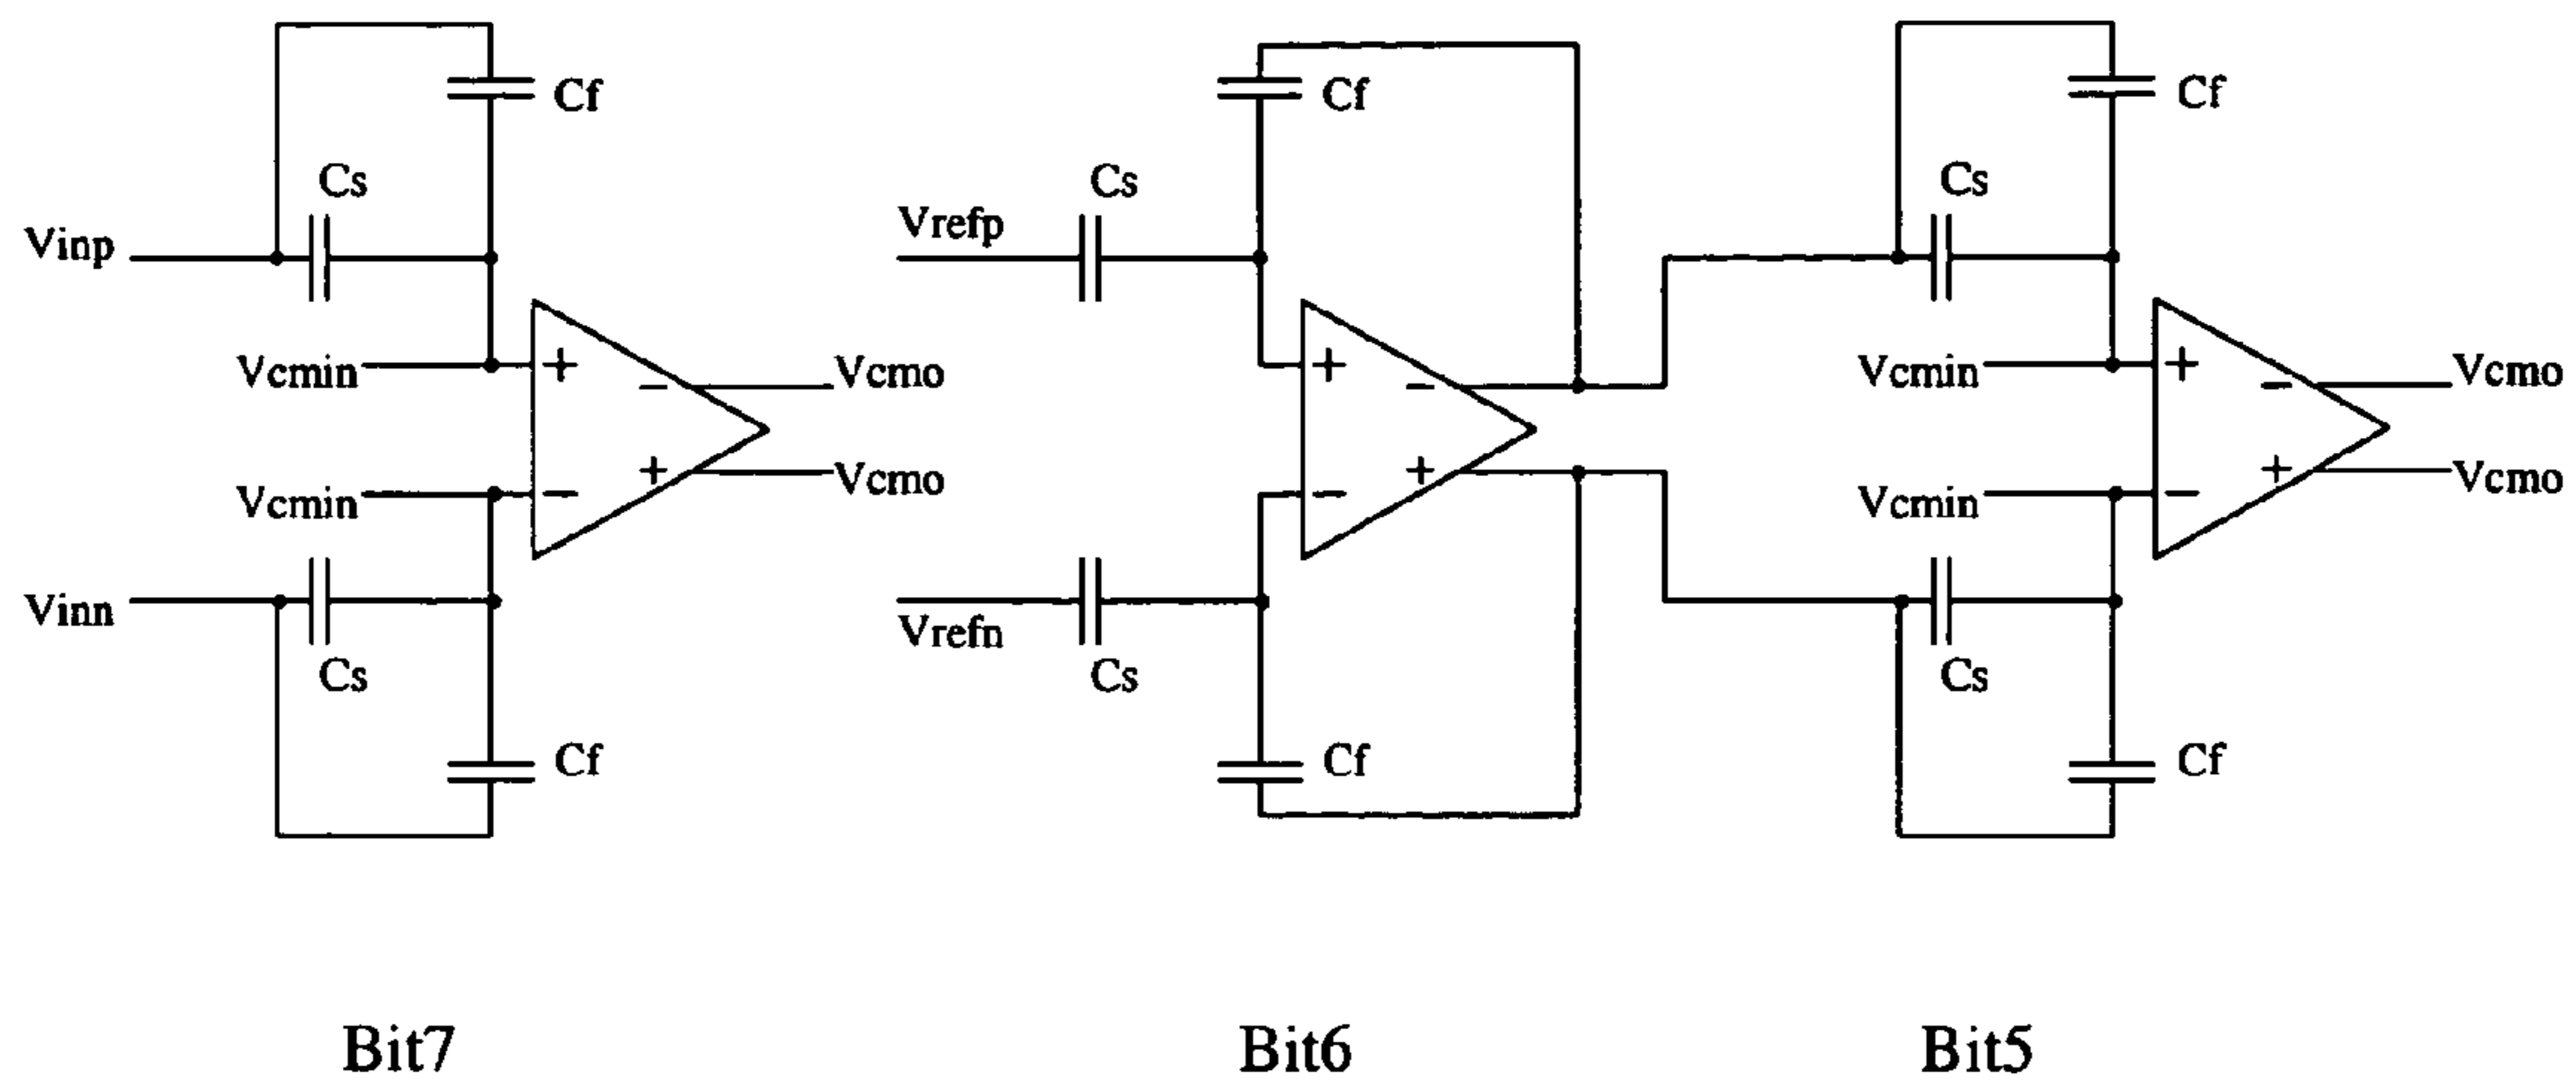 Cf
Cs
Vinp
Vcmin
+
−
Vcmo
Vcmin
−
+
Vcmo
Vinn
Cs
Cf
Bit7
Cf
Cs
Vrefp
+
−
−
+
Vrefn
Cs
Cf
Bit6
Cf
Cs
Vcmin
+
−
Vcmo
Vcmin
−
+
Vcmo
Cs
Cf
Bit5